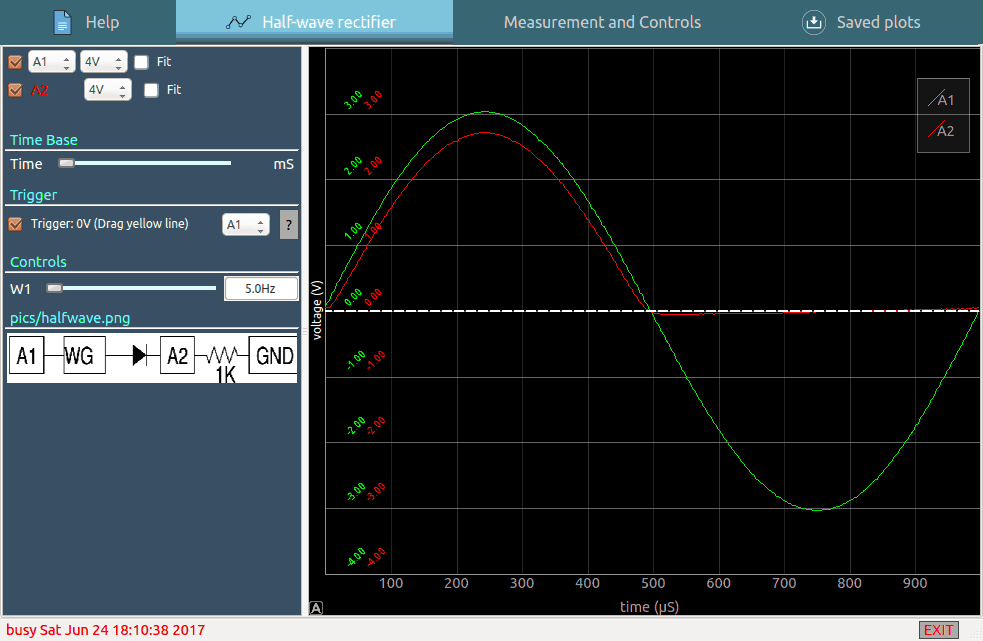 Help
Half-wave rectifier
Measurement and Controls
Saved plots
A1 4V Fit
A2 4V Fit
Time Base
Time mS
Trigger
Trigger: 0V (Drag yellow line) A1 ?
Controls
W1 5.0Hz
pics/halfwave.png
A1 WG A2 GND
1K
3.00 3.00
2.00 2.00
1.00 1.00
0.00 0.00
-1.00 -1.00
-2.00 -2.00
-3.00 -3.00
-4.00 -4.00
voltage (V)
A1
A2
100 200 300 400 500 600 700 800 900
A
time (µS)
busy Sat Jun 24 18:10:38 2017
EXIT